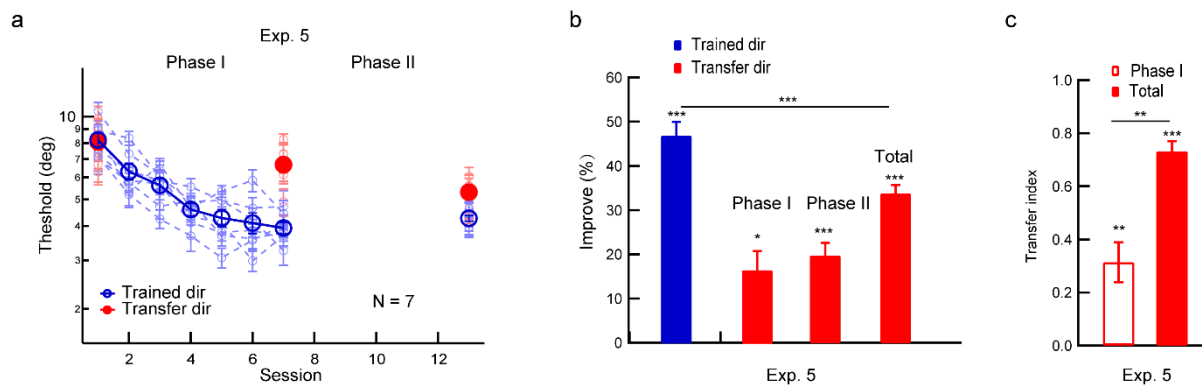 a
Exp. 5
Phase I
Phase II
Threshold (deg)
10
9
8
7
6
5
4
3
2
Trained dir
Transfer dir
N = 7
2
4
6
8
10
12
Session
b
Trained dir
Transfer dir
Improve (%)
60
50
40
30
20
10
0
***
***
Phase I
*
Phase II
***
Total
***
Exp. 5
c
Phase I
Total
Transfer index
1.0
0.8
0.6
0.4
0.2
0.0
**
***
**
Exp. 5